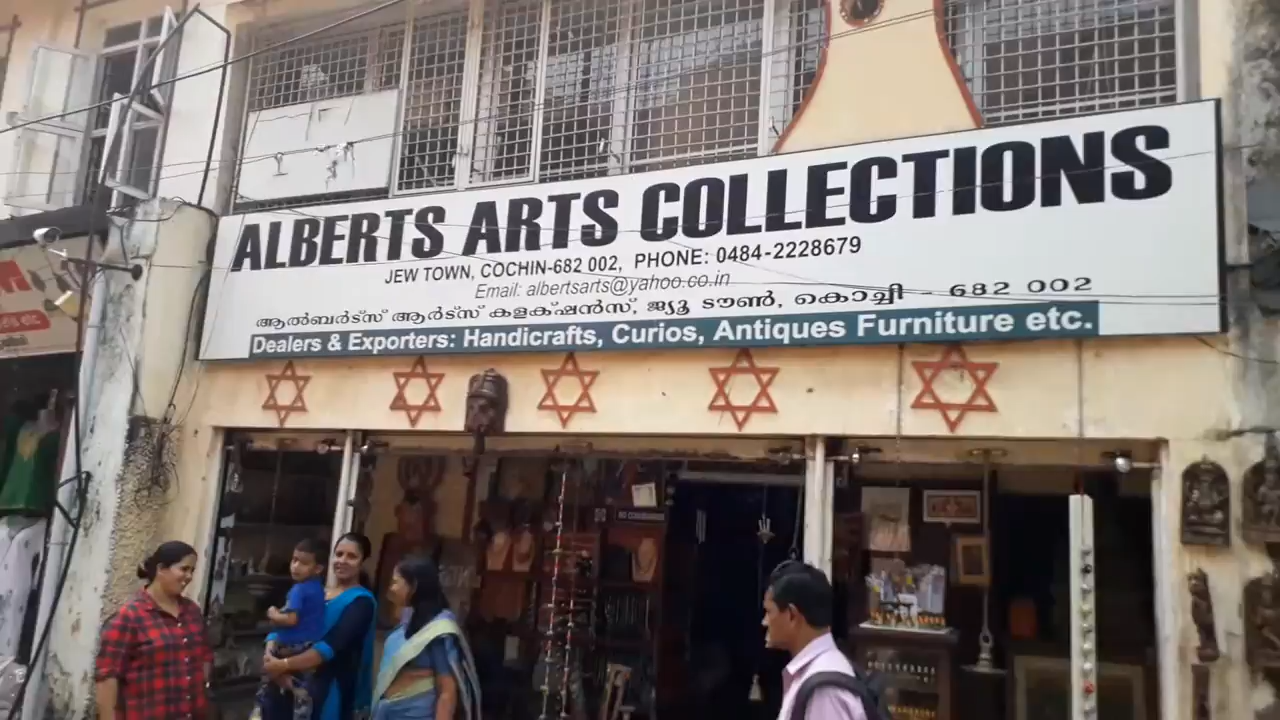 ALBERTS ARTS COLLECTIONS
JEW TOWN, COCHIN-682 002, PHONE: 0484-2228679
Email: albertsarts@yahoo.co.in
ആൽബർട്സ് ആർട്സ് കളക്ഷൻസ്, ജ്യൂ ടൗൺ, കൊച്ചി - 682 002
Dealers & Exporters: Handicrafts, Curios, Antiques Furniture etc.